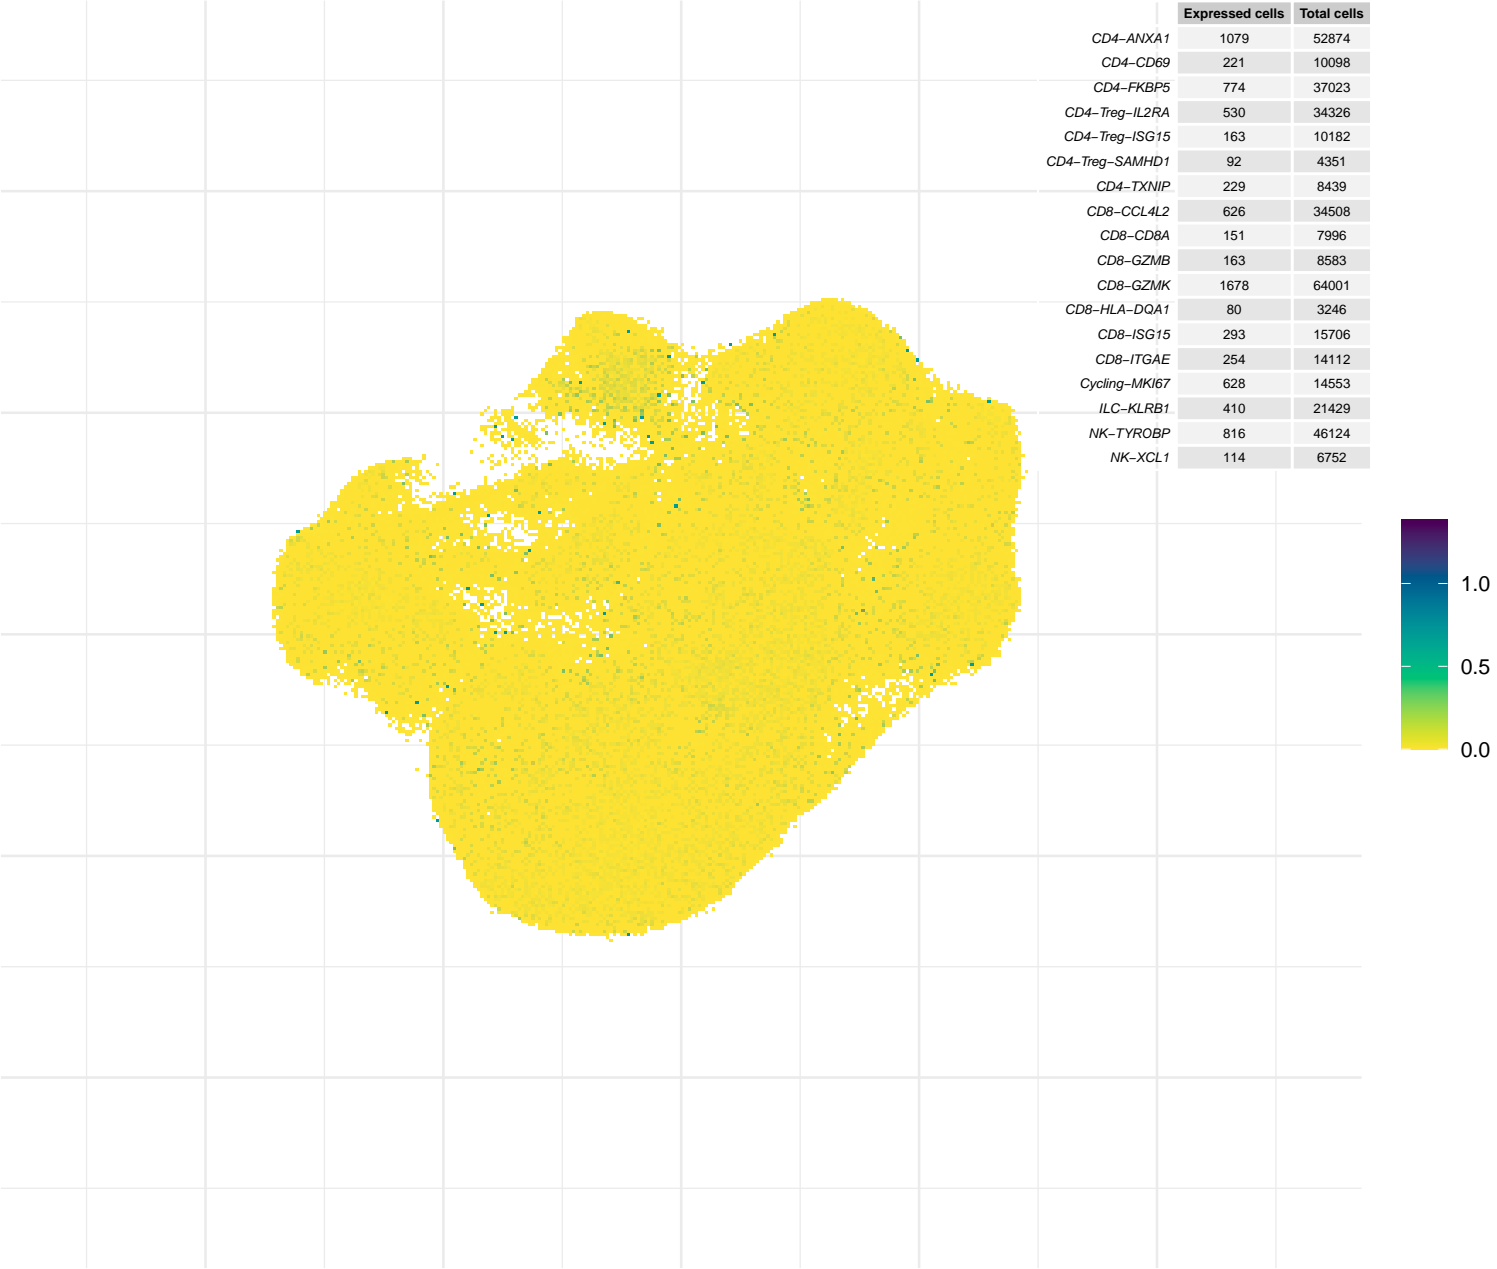 Expressed cells Total cells
CD4−ANXA1 1079 52874
CD4−CD69 221 10098
CD4−FKBP5 774 37023
CD4−Treg−IL2RA 530 34326
CD4−Treg−ISG15 163 10182
CD4−Treg−SAMHD1 92 4351
CD4−TXNIP 229 8439
CD8−CCL4L2 626 34508
CD8−CD8A 151 7996
CD8−GZMB 163 8583
CD8−GZMK 1678 64001
CD8−HLA−DQA1 80 3246
CD8−ISG15 293 15706
CD8−ITGAE 254 14112
Cycling−MKI67 628 14553
ILC−KLRB1 410 21429
NK−TYROBP 816 46124
NK−XCL1 114 6752
1.0
0.5
0.0